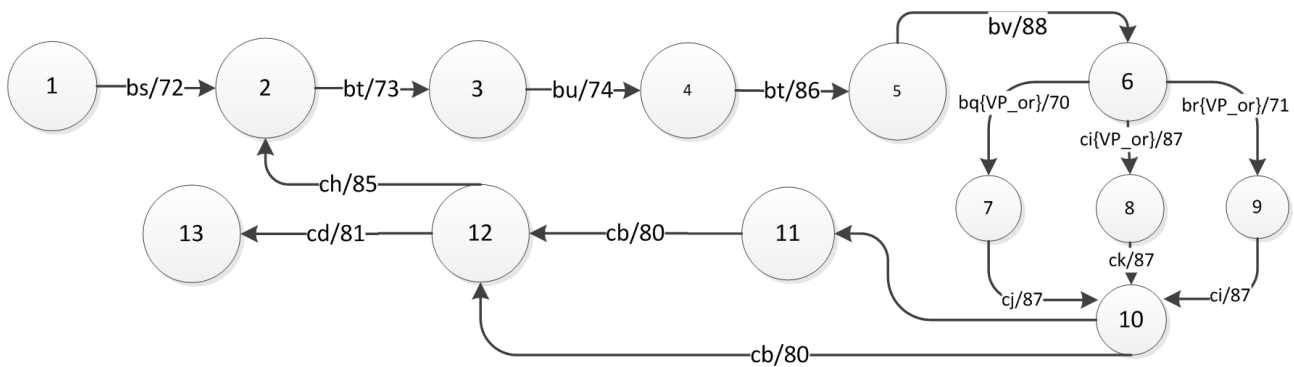 bv/88
1
bs/72
2
bt/73
3
bu/74
4
bt/86
5
6
bq{VP_or}/70
br{VP_or}/71
ci{VP_or}/87
7
8
9
ch/85
13
cd/81
12
cb/80
11
ck/87
cj/87
ci/87
10
cb/80